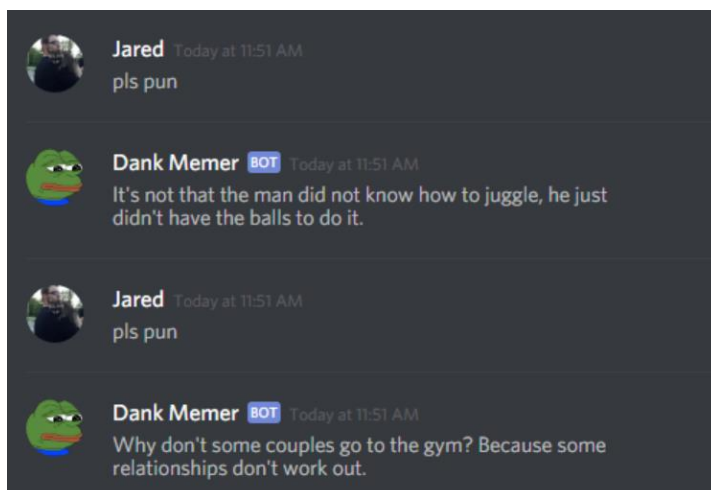 Jared Today at 11:51 AM
pls pun
Dank Memer BOT Today at 11:51 AM
It's not that the man did not know how to juggle, he just
didn't have the balls to do it.
Jared Today at 11:51 AM
pls pun
Dank Memer BOT Today at 11:51 AM
Why don't some couples go to the gym? Because some
relationships don't work out.